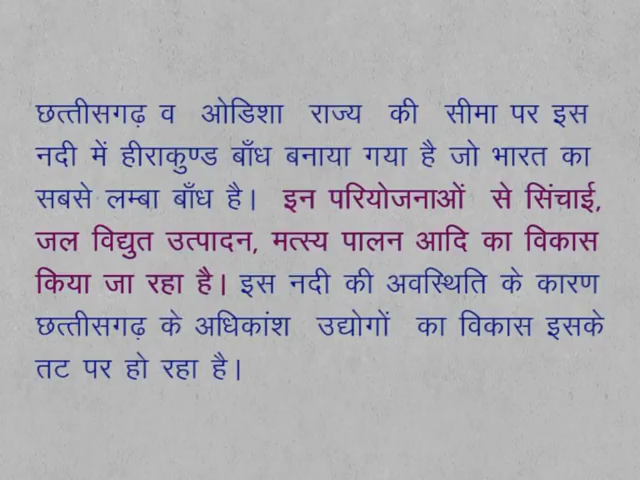 छत्तीसगढ़ व ओडिशा राज्य की सीमा पर इस
नदी में हीराकुण्ड बाँध बनाया गया है जो भारत का
सबसे लम्बा बाँध है। इन परियोजनाओं से सिंचाई,
जल विद्युत उत्पादन, मत्स्य पालन आदि का विकास
किया जा रहा है। इस नदी की अवस्थिति के कारण
छत्तीसगढ़ के अधिकांश उद्योगों का विकास इसके
तट पर हो रहा है।